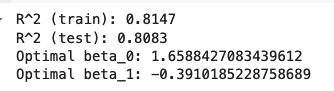 R^2 (train): 0.8147
R^2 (test): 0.8083
Optimal beta_0: 1.6588427083439612
Optimal beta_1: -0.3910185228758689